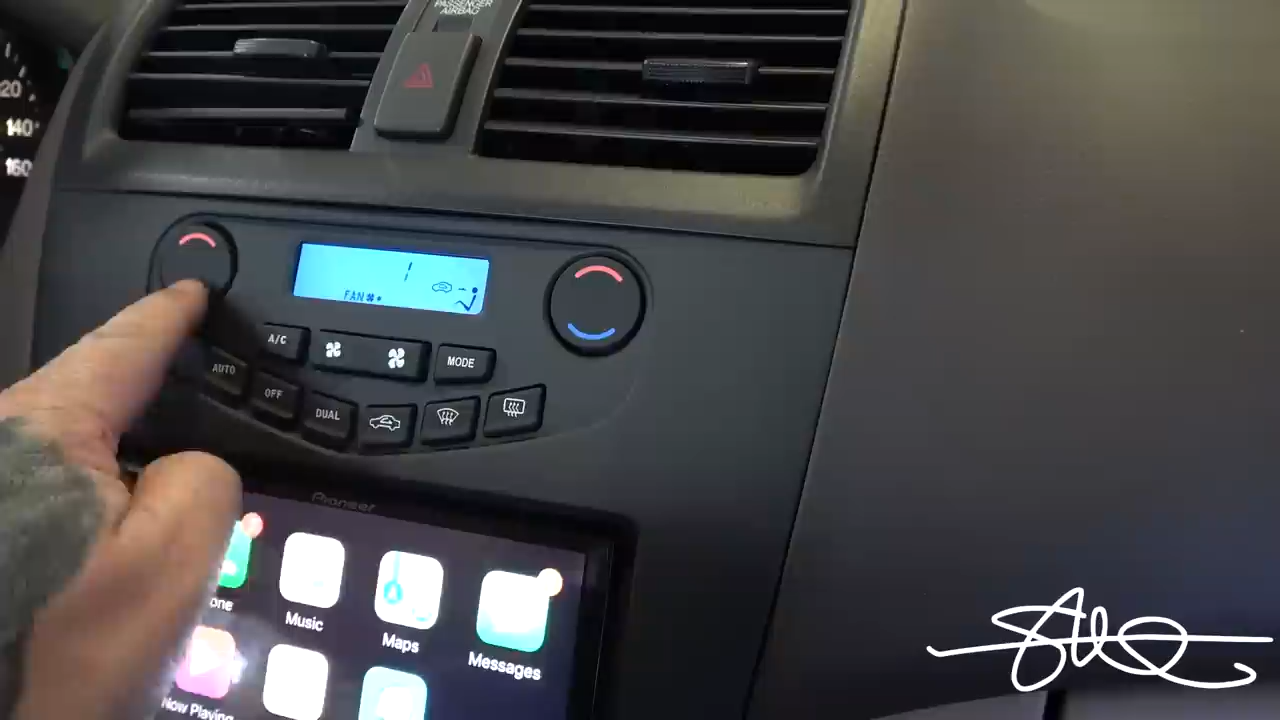 PASSENGER
AIRBAG
20
140
160
1
FAN
A/C
MODE
AUTO
OFF
DUAL
Pioneer
one
Music
Maps
Messages
Now Playing